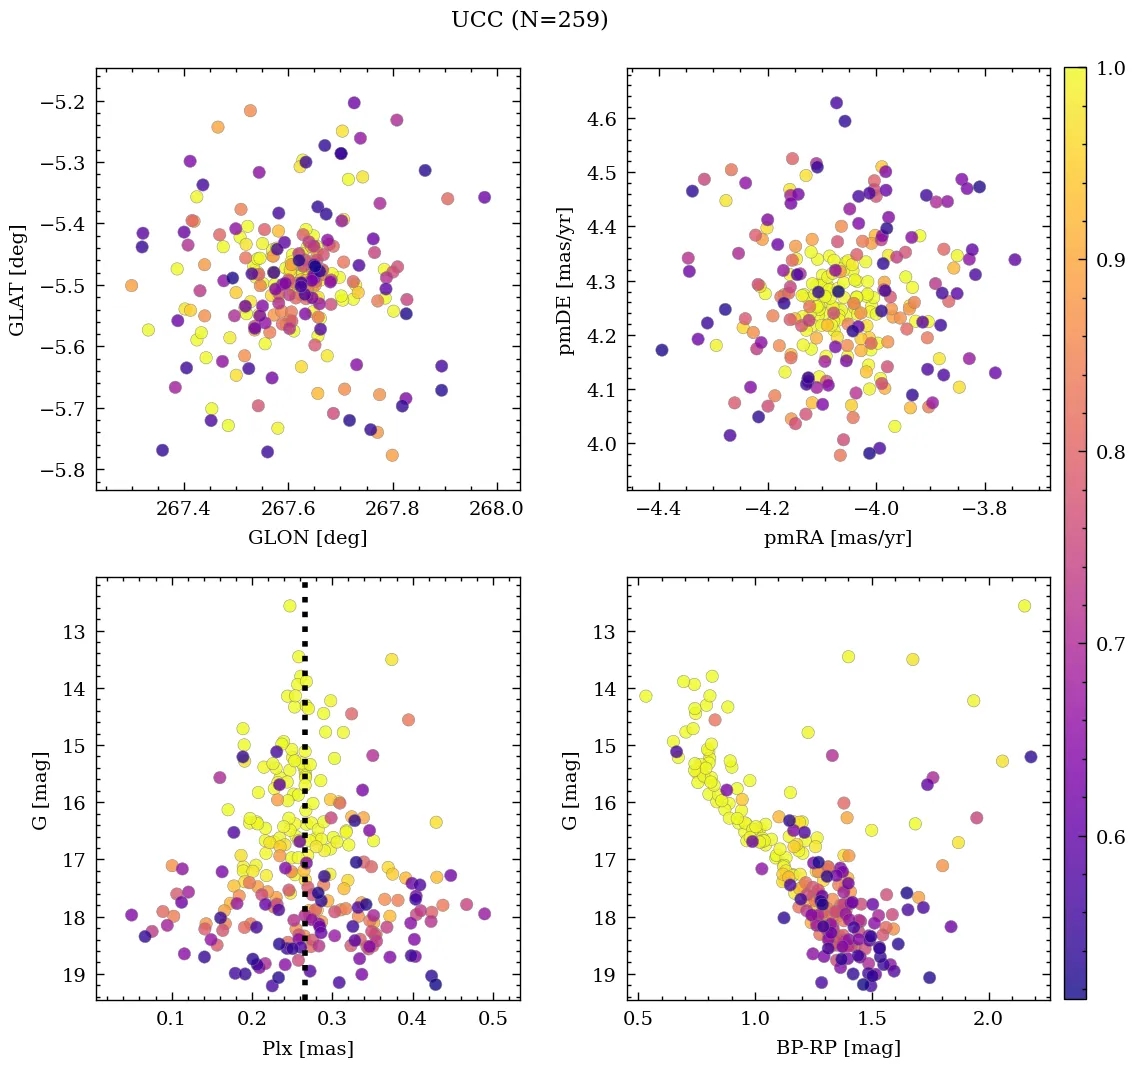 UCC (N=259)
−5.2
−5.3
−5.4
−5.5
−5.6
−5.7
−5.8
GLAT [deg]
267.4 267.6 267.8 268.0
GLON [deg]
4.6
4.5
4.4
4.3
4.2
4.1
4.0
pmDE [mas/yr]
−4.4 −4.2 −4.0 −3.8
pmRA [mas/yr]
1.0
0.9
0.8
0.7
0.6
13
14
15
16
17
18
19
G [mag]
0.1 0.2 0.3 0.4 0.5
Plx [mas]
13
14
15
16
17
18
19
G [mag]
0.5 1.0 1.5 2.0
BP-RP [mag]